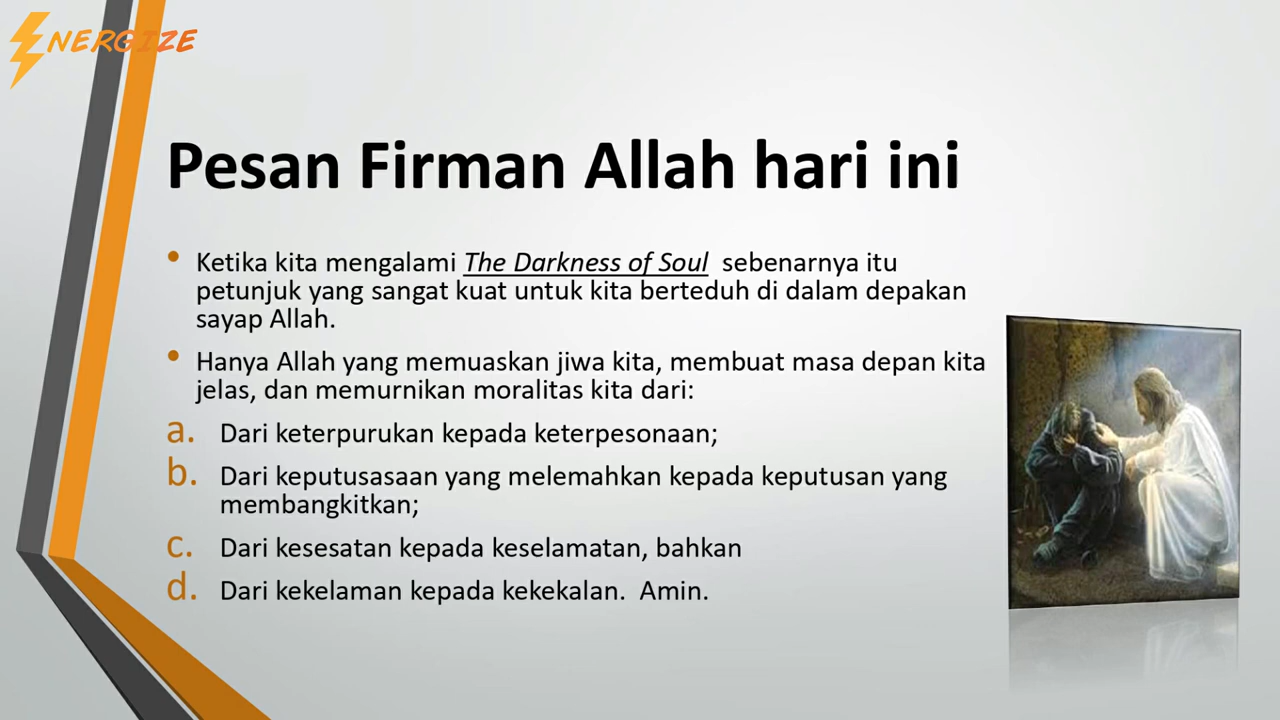 ENERGIZE
Pesan Firman Allah hari ini
• Ketika kita mengalami The Darkness of Soul sebenarnya itu
petunjuk yang sangat kuat untuk kita berteduh di dalam depakan
sayap Allah.
• Hanya Allah yang memuaskan jiwa kita, membuat masa depan kita
jelas, dan memurnikan moralitas kita dari:
a. Dari keterpurukan kepada keterpesonaan;
b. Dari keputusasaan yang melemahkan kepada keputusan yang
membangkitkan;
c. Dari kesesatan kepada keselamatan, bahkan
d. Dari kekelaman kepada kekekalan. Amin.